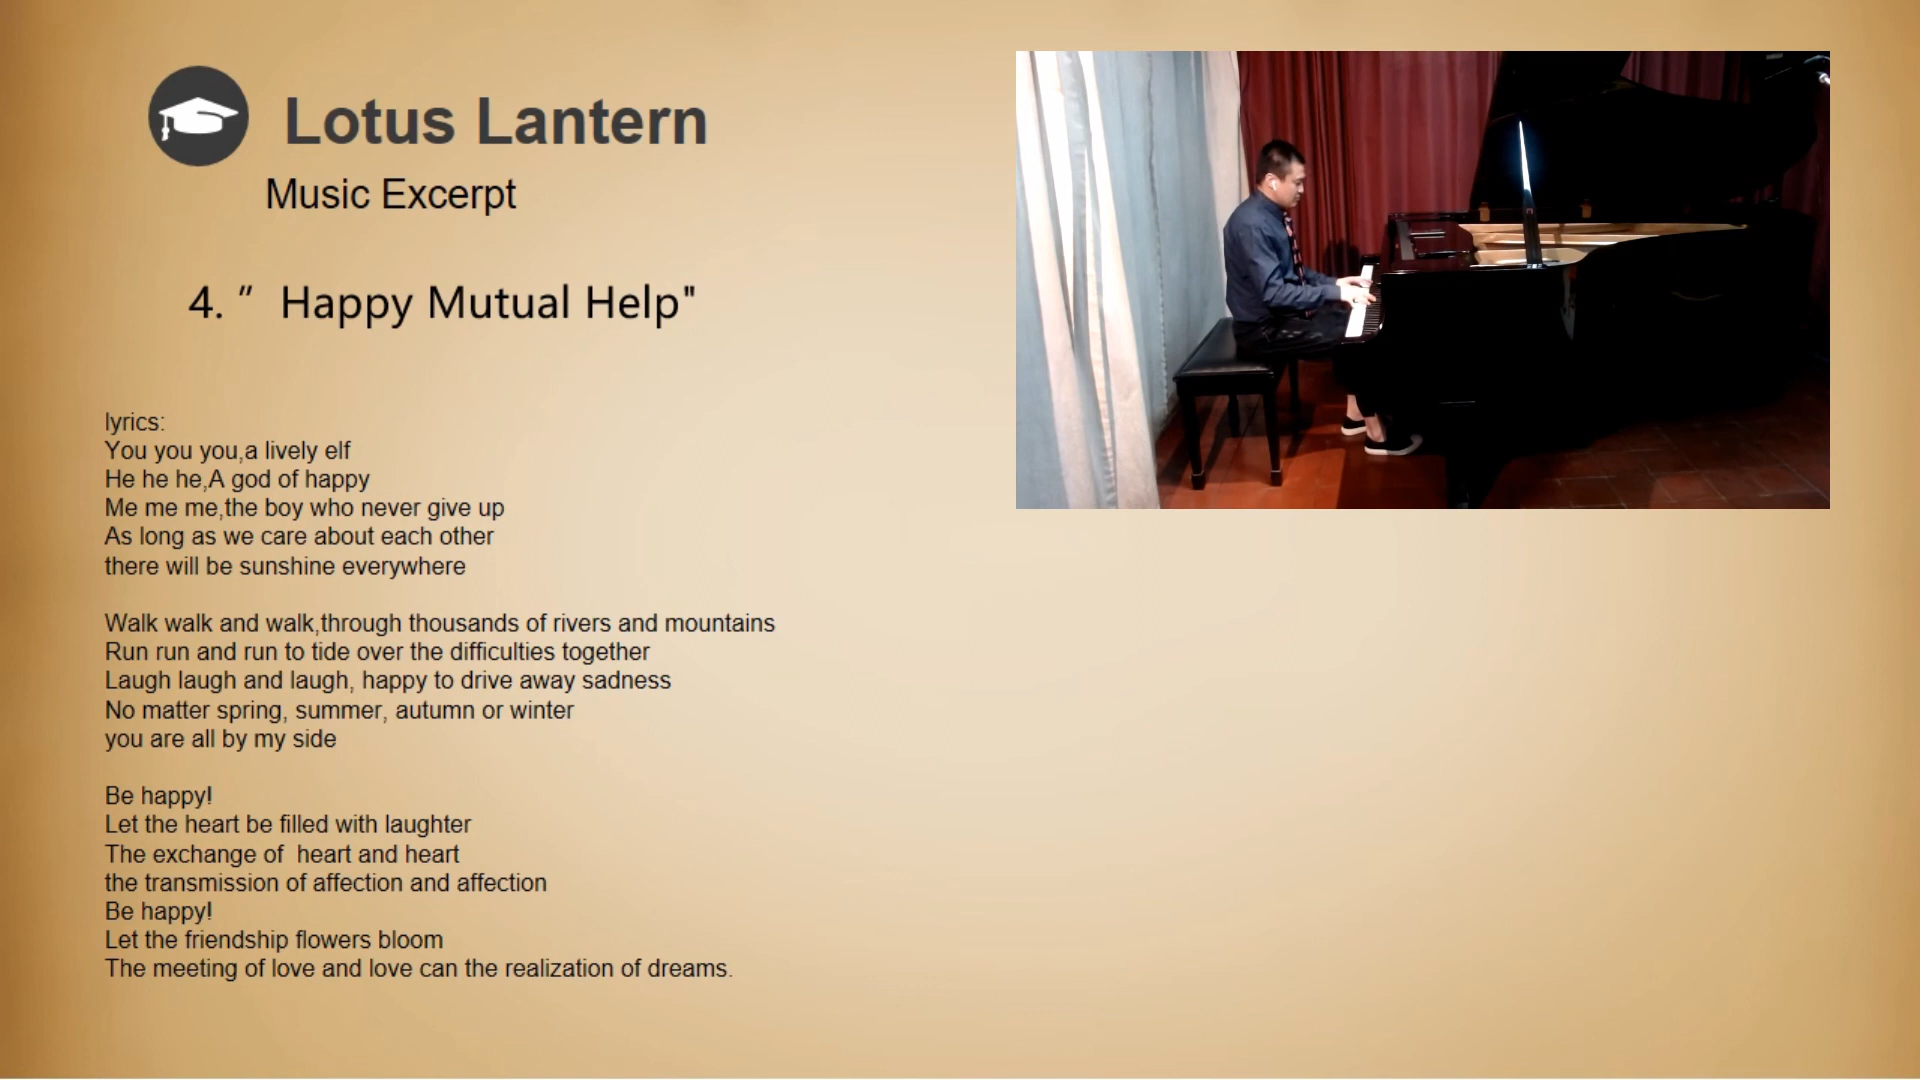 Lotus Lantern
Music Excerpt
4. " Happy Mutual Help"
lyrics:
You you you,a lively elf
He he he,A god of happy
Me me me,the boy who never give up
As long as we care about each other
there will be sunshine everywhere
Walk walk and walk,through thousands of rivers and mountains
Run run and run to tide over the difficulties together
Laugh laugh and laugh, happy to drive away sadness
No matter spring, summer, autumn or winter
you are all by my side
Be happy!
Let the heart be filled with laughter
The exchange of  heart and heart
the transmission of affection and affection
Be happy!
Let the friendship flowers bloom
The meeting of love and love can the realization of dreams.